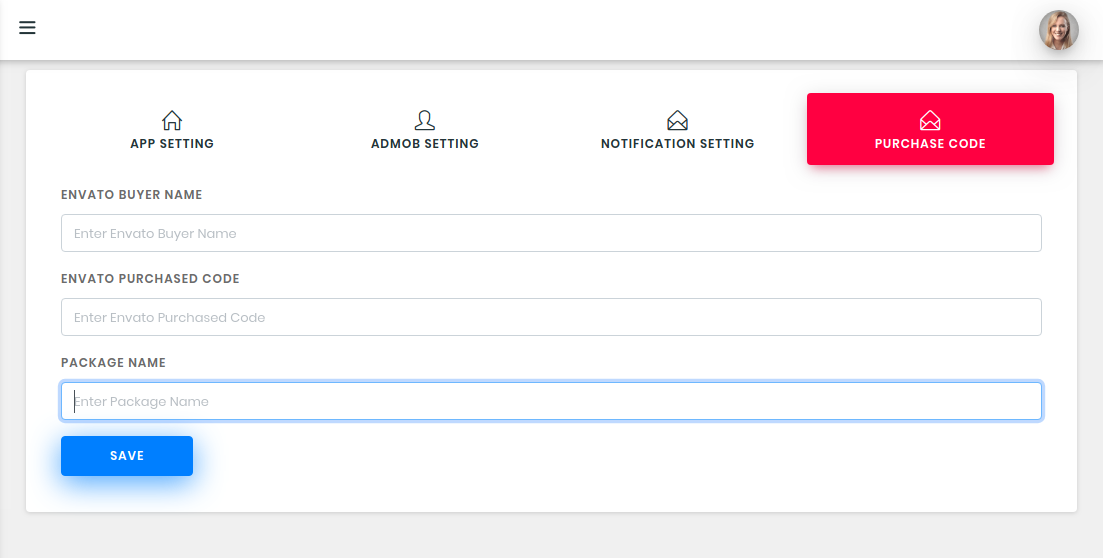 APP SETTING
ADMOB SETTING
NOTIFICATION SETTING
PURCHASE CODE
ENVATO BUYER NAME
Enter Envato Buyer Name
ENVATO PURCHASED CODE
Enter Envato Purchased Code
PACKAGE NAME
Enter Package Name
SAVE